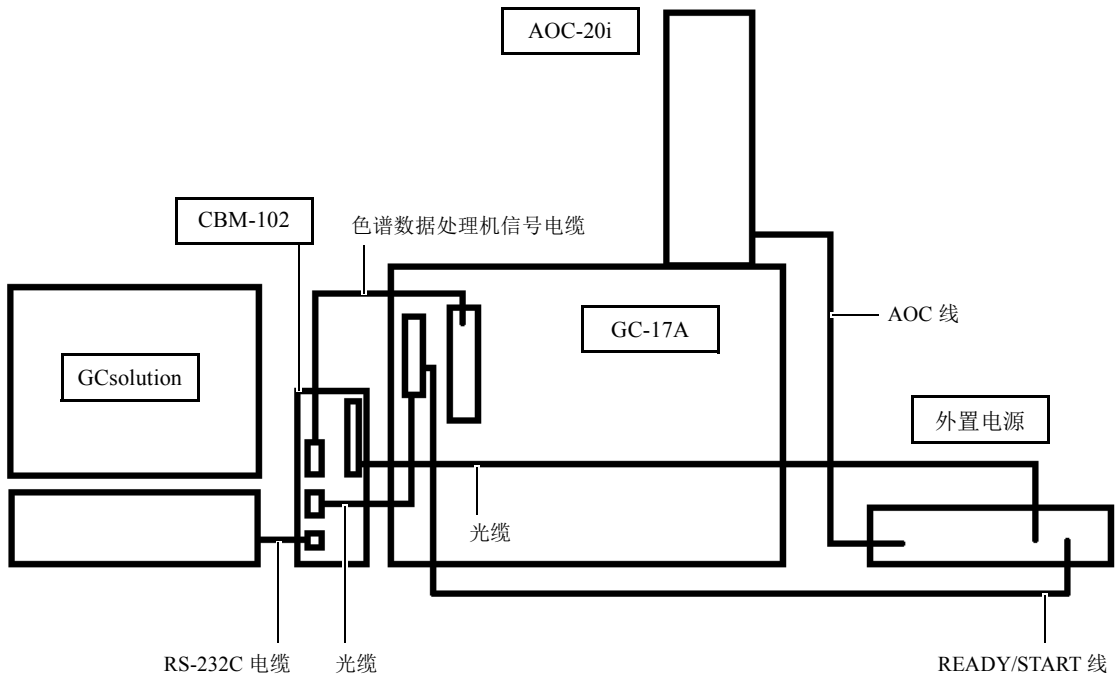 AOC-20i
CBM-102
色谱数据处理机信号电缆
AOC 线
GC-17A
GCsolution
外置电源
光缆
RS-232C 电缆
光缆
READY/START 线